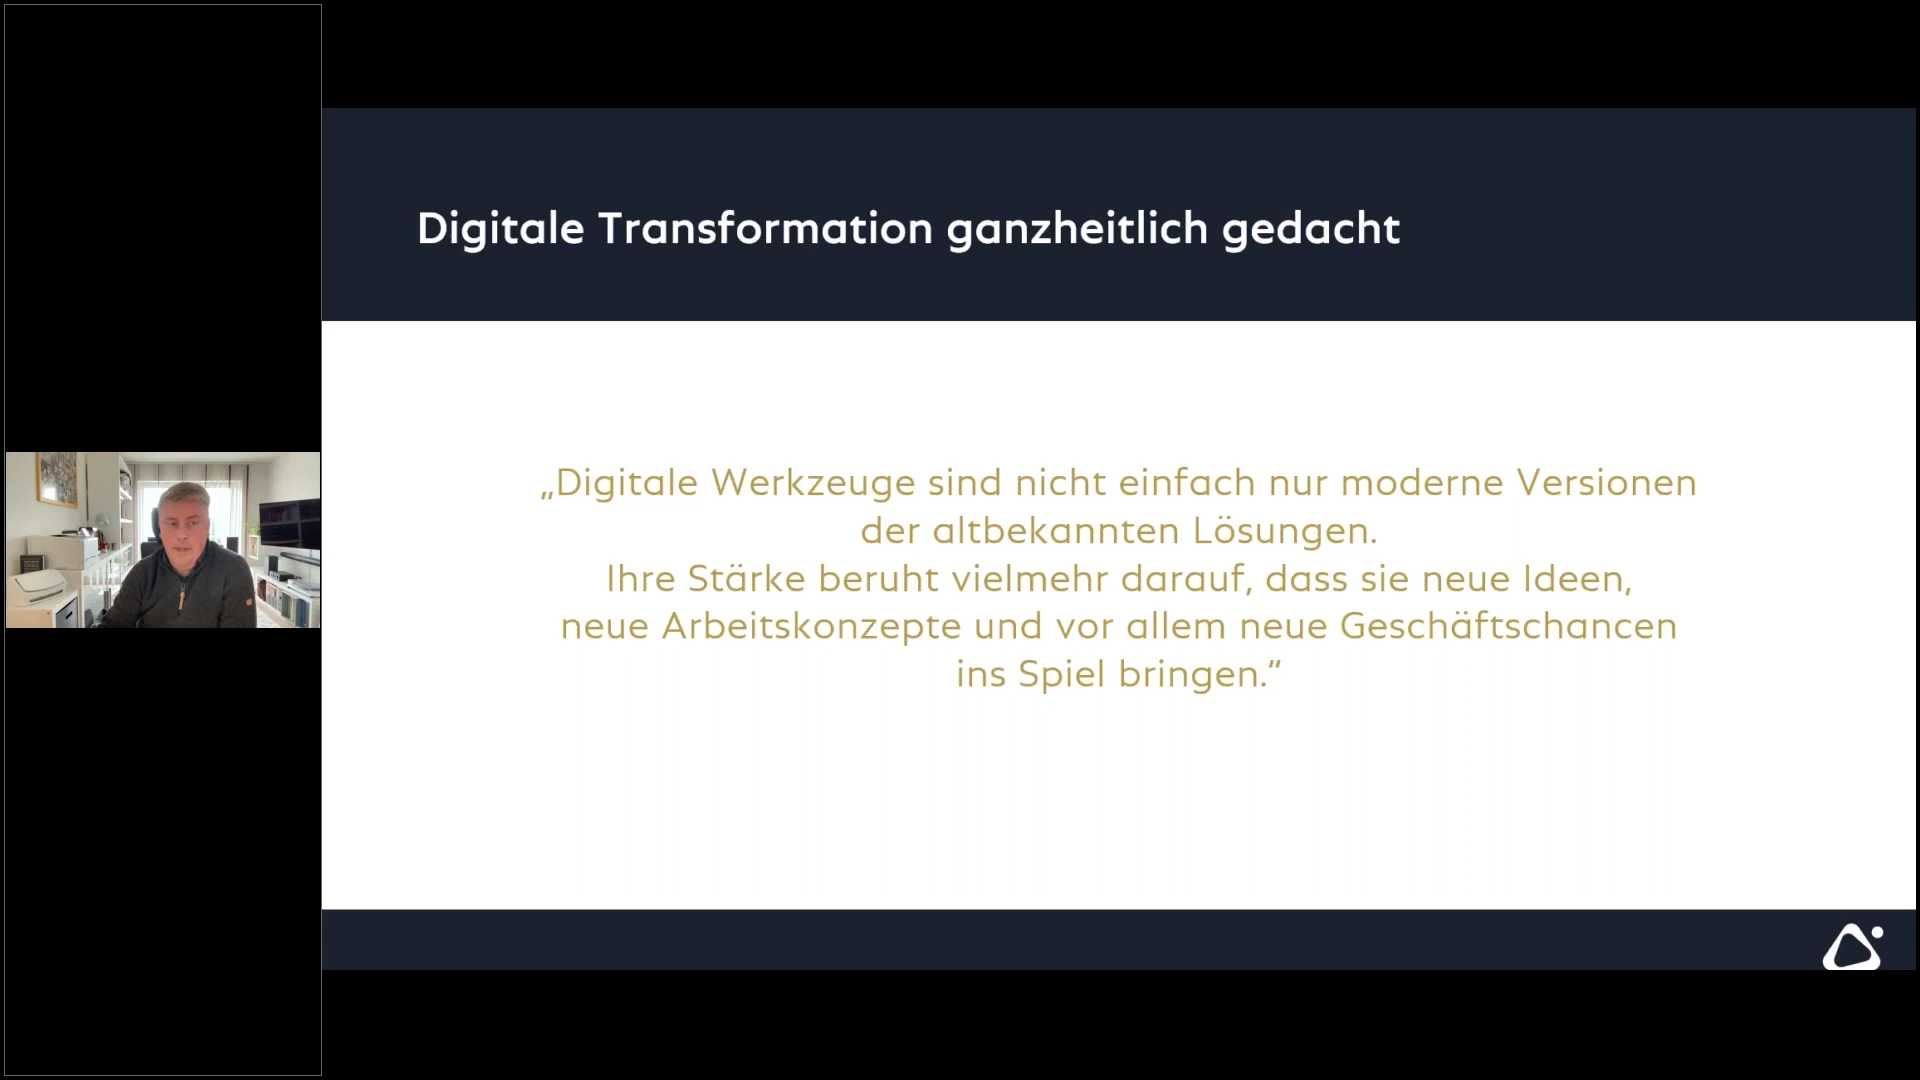 Digitale Transformation ganzheitlich gedacht
„Digitale Werkzeuge sind nicht einfach nur moderne Versionen
der altbekannten Lösungen.
Ihre Stärke beruht vielmehr darauf, dass sie neue Ideen,
neue Arbeitskonzepte und vor allem neue Geschäftschancen
ins Spiel bringen.“